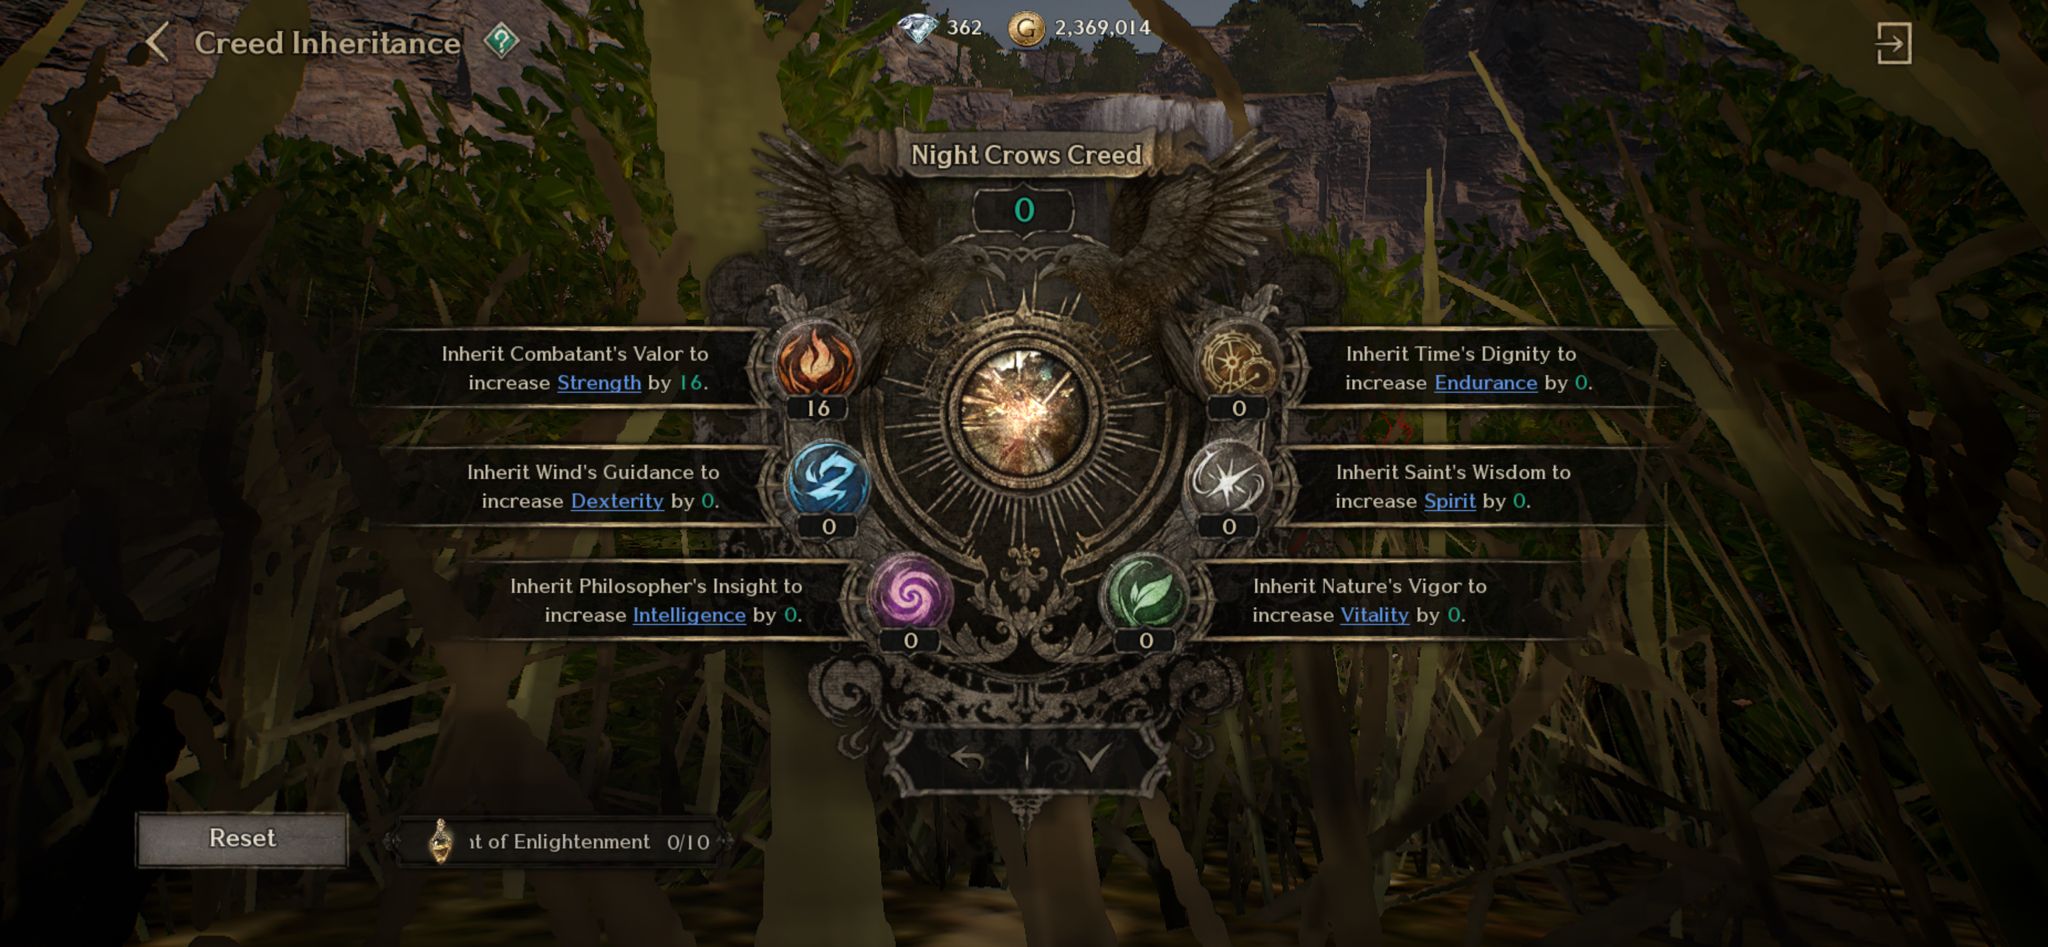 Creed Inheritance
?
362
G
2,369,014
Night Crows Creed
0
Inherit Combatant's Valor to
increase Strength by 16.
16
Inherit Time's Dignity to
increase Endurance by 0.
0
Inherit Wind's Guidance to
increase Dexterity by 0.
0
Inherit Saint's Wisdom to
increase Spirit by 0.
0
Inherit Philosopher's Insight to
increase Intelligence by 0.
0
Inherit Nature's Vigor to
increase Vitality by 0.
0
Reset
t of Enlightenment 0/10